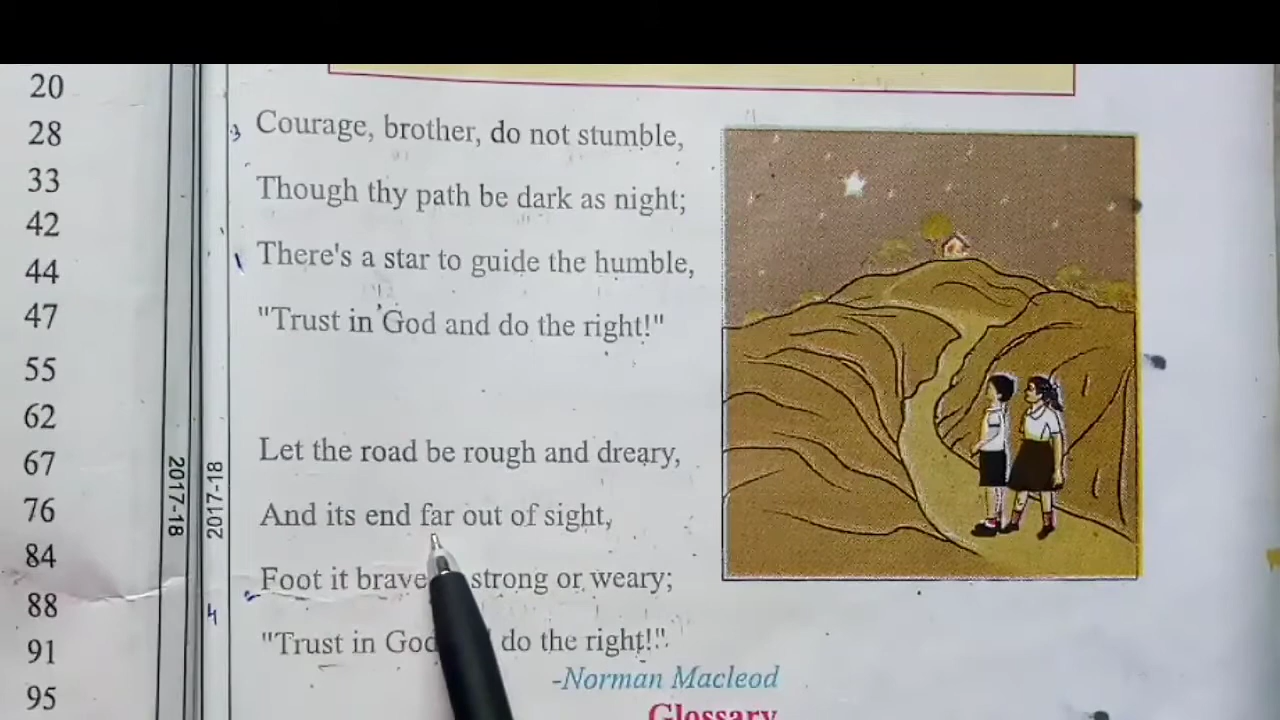 20
28
33
42
44
47
55
62
67
76
84
88
91
95
2017-18
2017-18
3
Courage, brother, do not stumble,
Though thy path be dark as night;
There's a star to guide the humble,
"Trust in God and do the right!"
Let the road be rough and dreary,
And its end far out of sight,
Foot it brave strong or weary;
4
"Trust in God do the right!"
-Norman Macleod
Glossary